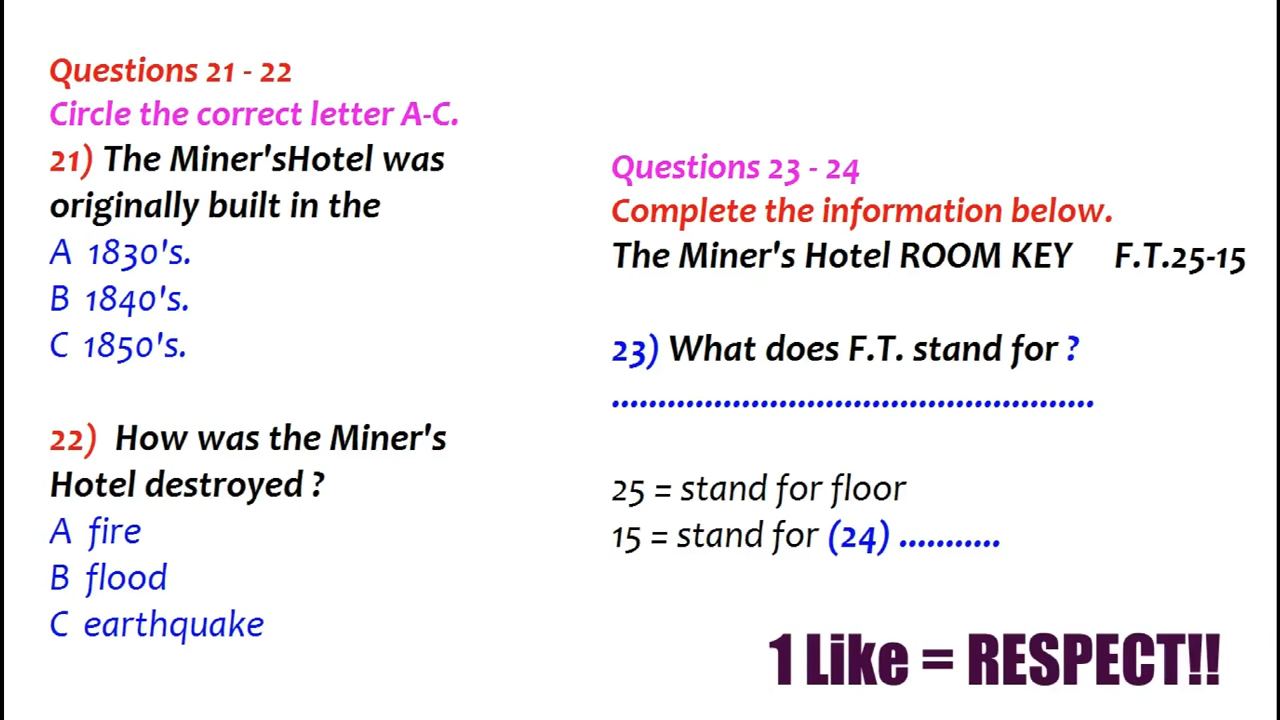 Questions 21 - 22
Circle the correct letter A-C.
21) The Miner'sHotel was
originally built in the
A 1830's.
B 1840's.
C 1850's.
22) How was the Miner's
Hotel destroyed ?
A fire
B flood
C earthquake
Questions 23 - 24
Complete the information below.
The Miner's Hotel ROOM KEY F.T.25-15
23) What does F.T. stand for ?
....................................................
25 = stand for floor
15 = stand for (24) ...........
1 Like = RESPECT!!